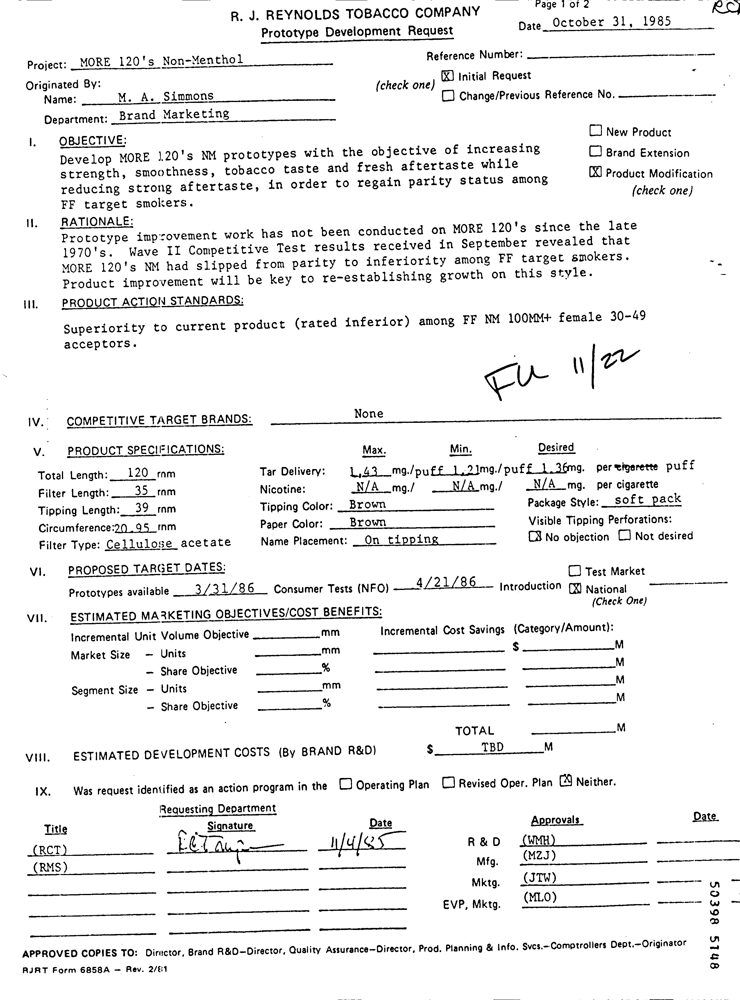 Page 1 of 2
R. J. REYNOLDS TOBACCO COMPANY
Prototype Development Request
Date October 31, 1985
Project: MORE 120's Non-Menthol
Reference Number:
Originated By:
(check one) [X] Initial Request
Name: M. A. Simmons
☐ Change/Previous Reference No.
Department: Brand Marketing
I. OBJECTIVE:
☐ New Product
Develop MORE 120's NM prototypes with the objective of increasing
☐ Brand Extension
strength, smoothness, tobacco taste and fresh aftertaste while
[X] Product Modification
reducing strong aftertaste, in order to regain parity status among
(check one)
FF target smokers.
II. RATIONALE:
Prototype improvement work has not been conducted on MORE 120's since the late
1970's. Wave II Competitive Test results received in September revealed that
MORE 120's NM had slipped from parity to inferiority among FF target smokers.
Product improvement will be key to re-establishing growth on this style.
III. PRODUCT ACTION STANDARDS:
Superiority to current product (rated inferior) among FF NM 100MM+ female 30-49
acceptors.
FU 11/22
IV. COMPETITIVE TARGET BRANDS: None
V. PRODUCT SPECIFICATIONS: Max. Min. Desired
Total Length: 120 mm Tar Delivery: 1.43 mg./puff 1.21mg./puff 1.36mg. per cigarette puff
Filter Length: 35 mm Nicotine: N/A mg./ N/A mg./ N/A mg. per cigarette
Tipping Length: 39 mm Tipping Color: Brown Package Style: soft pack
Circumference: 20.95 mm Paper Color: Brown Visible Tipping Perforations:
Filter Type: Cellulose acetate Name Placement: On tipping [X] No objection ☐ Not desired
VI. PROPOSED TARGET DATES: ☐ Test Market
Prototypes available 3/31/86 Consumer Tests (NFO) 4/21/86 Introduction [X] National
(Check One)
VII. ESTIMATED MARKETING OBJECTIVES/COST BENEFITS:
Incremental Unit Volume Objective mm Incremental Cost Savings (Category/Amount):
Market Size – Units mm $ M
– Share Objective % M
Segment Size – Units mm M
– Share Objective % M
TOTAL M
VIII. ESTIMATED DEVELOPMENT COSTS (By BRAND R&D) $ TBD M
IX. Was request identified as an action program in the ☐ Operating Plan ☐ Revised Oper. Plan [X] Neither.
Requesting Department
Title Signature Date Approvals Date
(RCT) 11/4/85 R & D (WMH)
(RMS) Mfg. (MZJ)
Mktg. (JTW)
EVP, Mktg. (MLO)
50398 5148
APPROVED COPIES TO: Director, Brand R&D–Director, Quality Assurance–Director, Prod. Planning & Info. Svcs.–Comptrollers Dept.–Originator
RJRT Form 6858A – Rev. 2/81